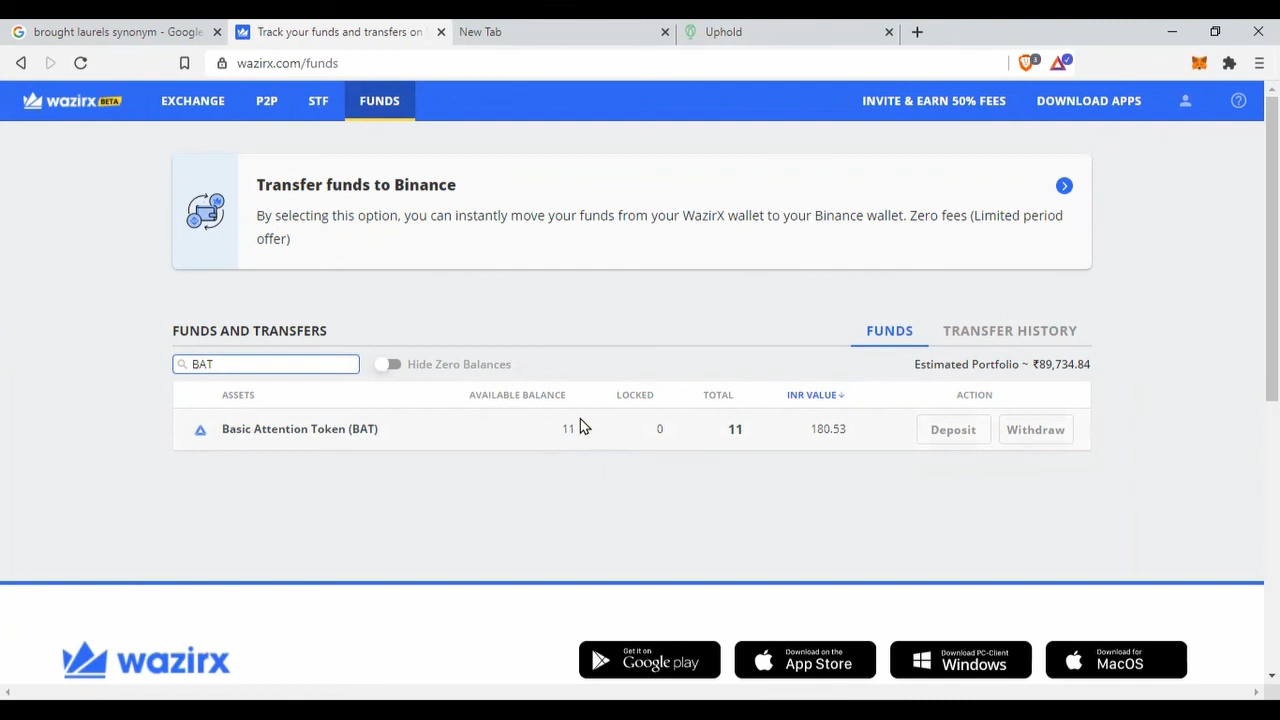 brought laurels synonym - Google
Track your funds and transfers on
New Tab
Uphold
wazirx.com/funds
3
wazirx BETA
EXCHANGE
P2P
STF
FUNDS
INVITE & EARN 50% FEES
DOWNLOAD APPS
Transfer funds to Binance
By selecting this option, you can instantly move your funds from your WazirX wallet to your Binance wallet. Zero fees (Limited period
offer)
FUNDS AND TRANSFERS
FUNDS
TRANSFER HISTORY
BAT
Hide Zero Balances
Estimated Portfolio ~ ₹89,734.84
ASSETS
AVAILABLE BALANCE
LOCKED
TOTAL
INR VALUE↓
ACTION
Basic Attention Token (BAT)
11
0
11
180.53
Deposit
Withdraw
wazirx
Get it on
Google play
Download on the
App Store
Download PC-Client
Windows
Download for
MacOS